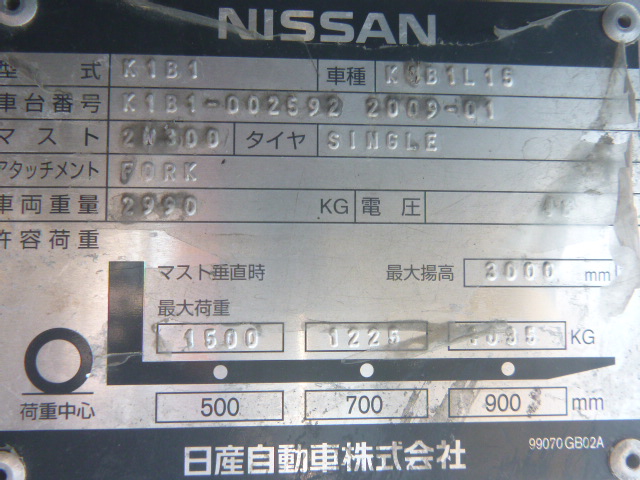 NISSAN
型式 K1B1 車種 B1L15
車台番号 K1B1-002592 2009-01
マスト 2W300 タイヤ SINGLE
アタッチメント FORK
車両重量 2990 KG 電圧
許容荷重
マスト垂直時 最大揚高 3000 mm
最大荷重
1500 1225 KG
荷重中心 500 700 900 mm
日産自動車株式会社 99070GB02A